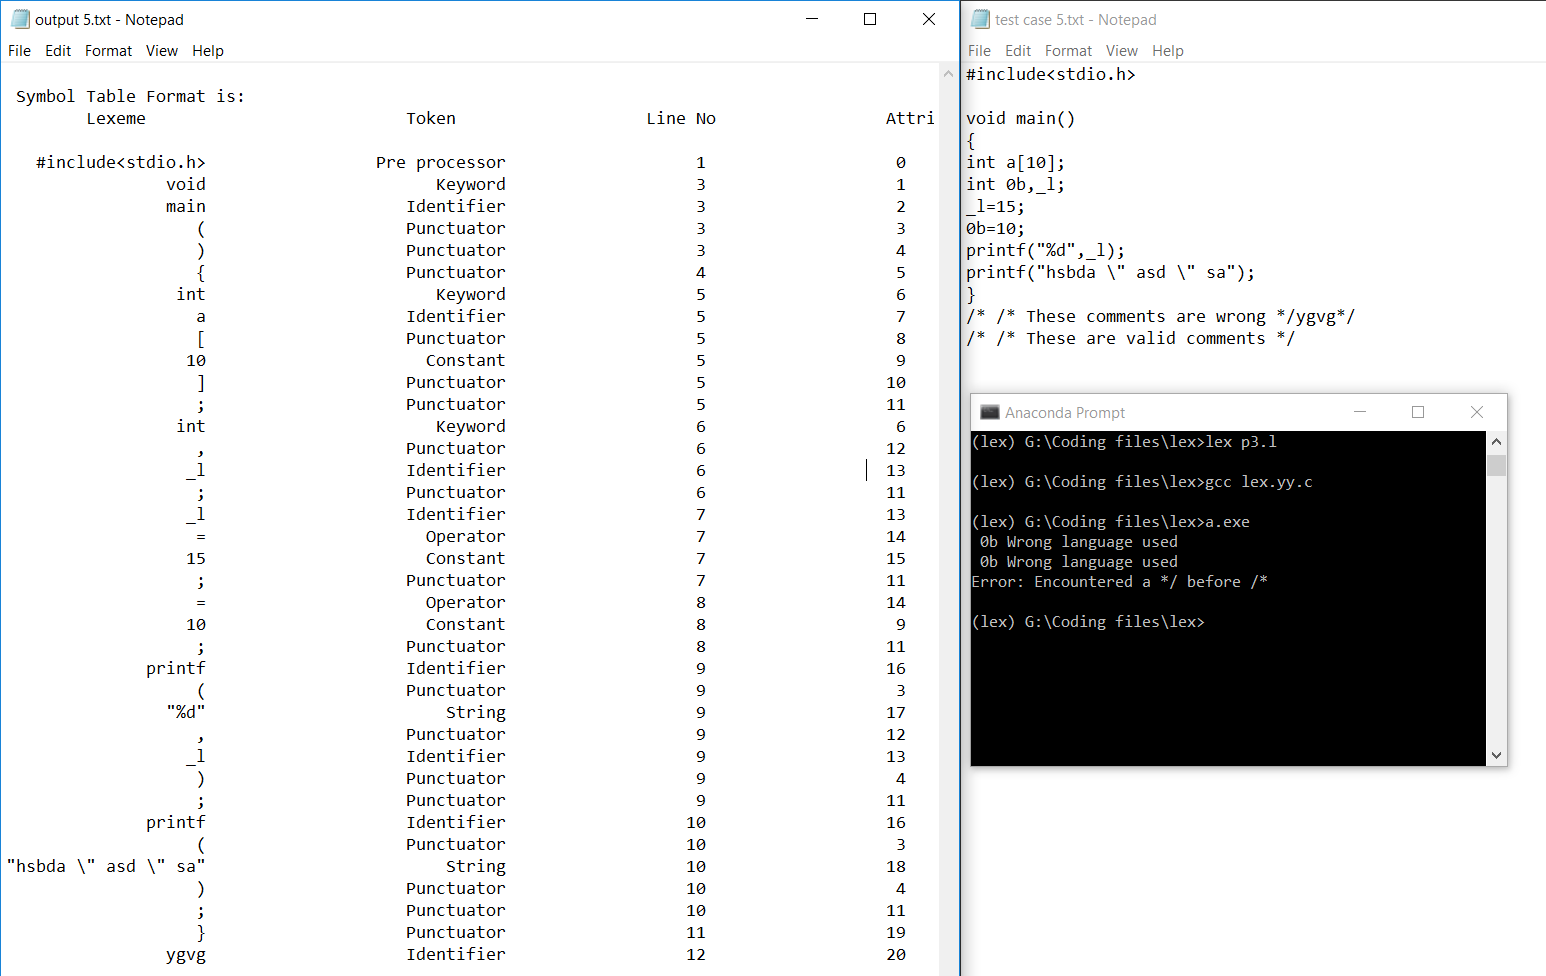 output 5.txt - Notepad
File Edit Format View Help
Symbol Table Format is:
Lexeme Token Line No Attri
#include<stdio.h> Pre processor 1 0
void Keyword 3 1
main Identifier 3 2
( Punctuator 3 3
) Punctuator 3 4
{ Punctuator 4 5
int Keyword 5 6
a Identifier 5 7
[ Punctuator 5 8
10 Constant 5 9
] Punctuator 5 10
; Punctuator 5 11
int Keyword 6 6
, Punctuator 6 12
_l Identifier 6 13
; Punctuator 6 11
_l Identifier 7 13
= Operator 7 14
15 Constant 7 15
; Punctuator 7 11
= Operator 8 14
10 Constant 8 9
; Punctuator 8 11
printf Identifier 9 16
( Punctuator 9 3
"%d" String 9 17
, Punctuator 9 12
_l Identifier 9 13
) Punctuator 9 4
; Punctuator 9 11
printf Identifier 10 16
( Punctuator 10 3
"hsbda \" asd \" sa" String 10 18
) Punctuator 10 4
; Punctuator 10 11
} Punctuator 11 19
ygvg Identifier 12 20
test case 5.txt - Notepad
File Edit Format View Help
#include<stdio.h>
void main()
{
int a[10];
int 0b,_l;
_l=15;
0b=10;
printf("%d",_l);
printf("hsbda \" asd \" sa");
}
/* /* These comments are wrong */ygvg*/
/* /* These are valid comments */
Anaconda Prompt
(lex) G:\Coding files\lex>lex p3.l
(lex) G:\Coding files\lex>gcc lex.yy.c
(lex) G:\Coding files\lex>a.exe
0b Wrong language used
0b Wrong language used
Error: Encountered a */ before /*
(lex) G:\Coding files\lex>